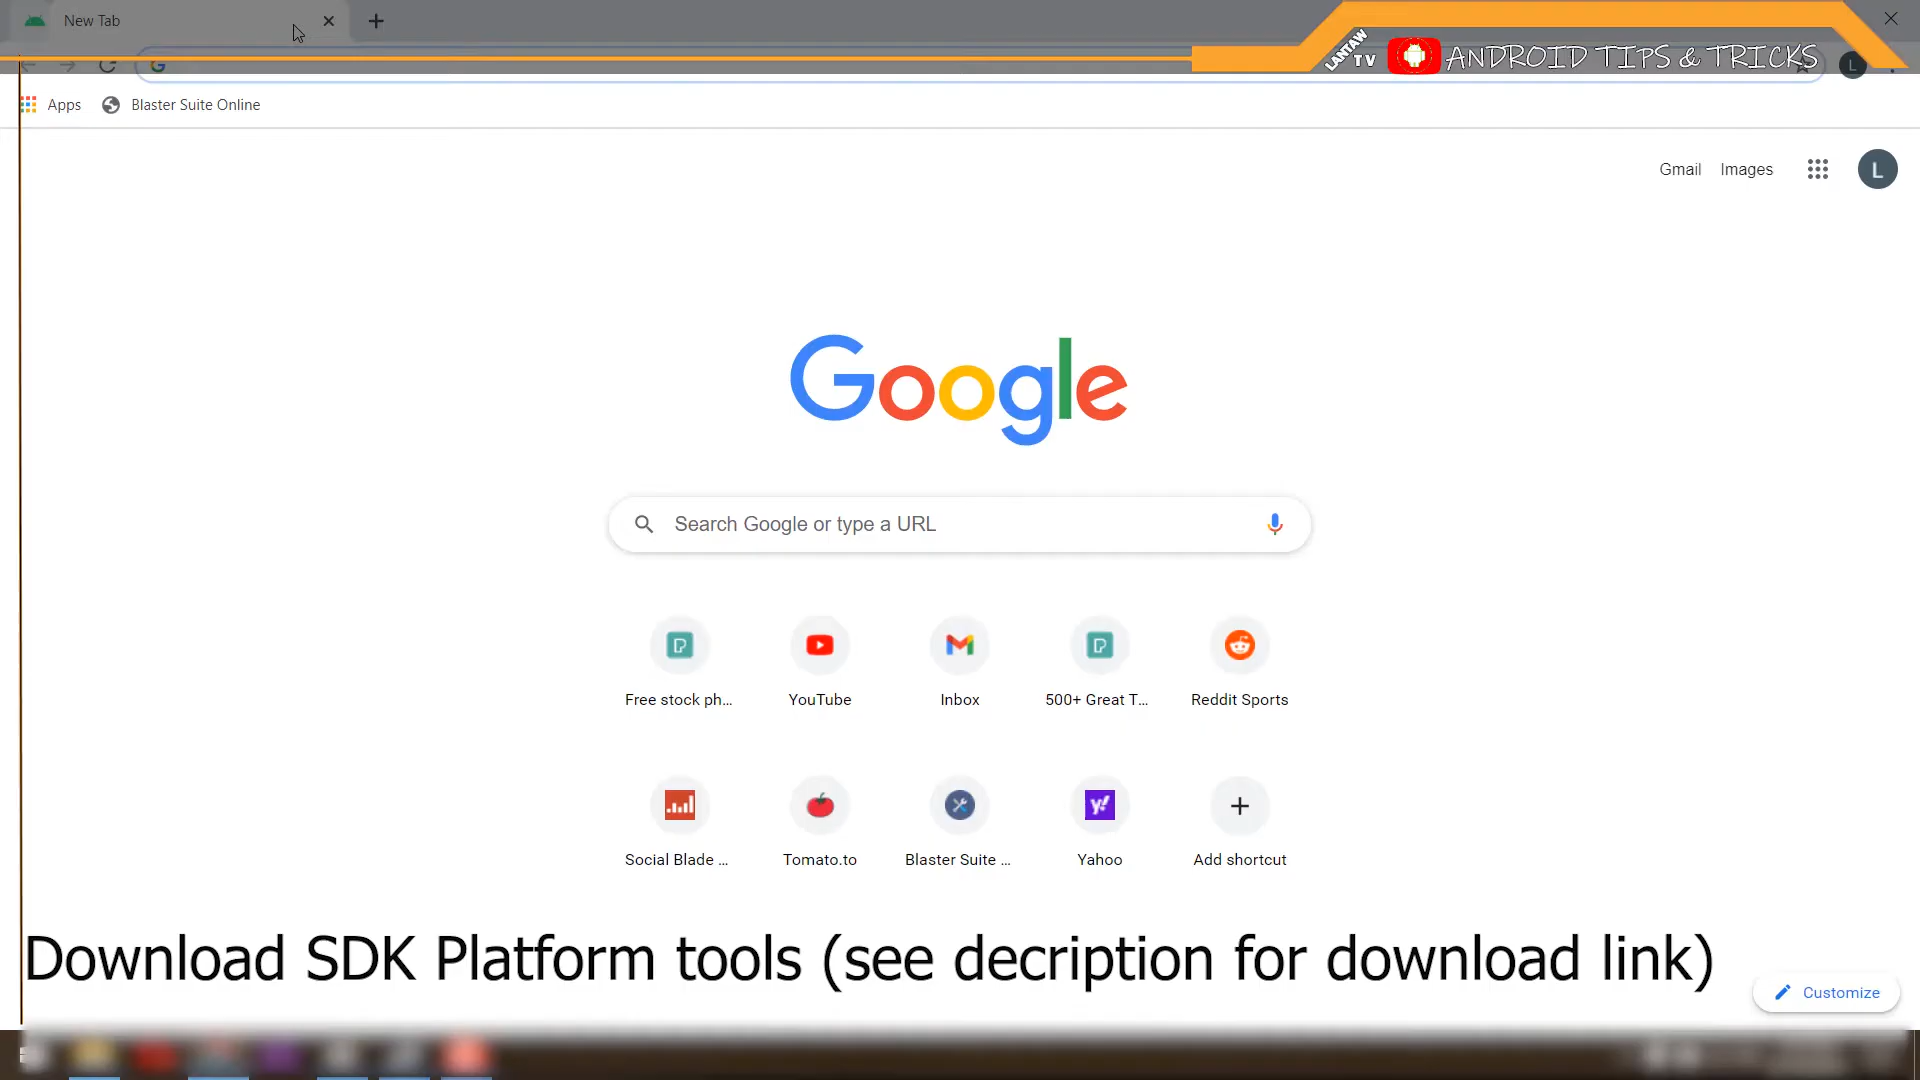 New Tab
LANTAW TV ANDROID TIPS & TRICKS
L
Apps Blaster Suite Online
Gmail Images L
Google
Search Google or type a URL
Free stock ph... YouTube Inbox 500+ Great T... Reddit Sports
Social Blade ... Tomato.to Blaster Suite ... Yahoo Add shortcut
Download SDK Platform tools (see decription for download link)
Customize